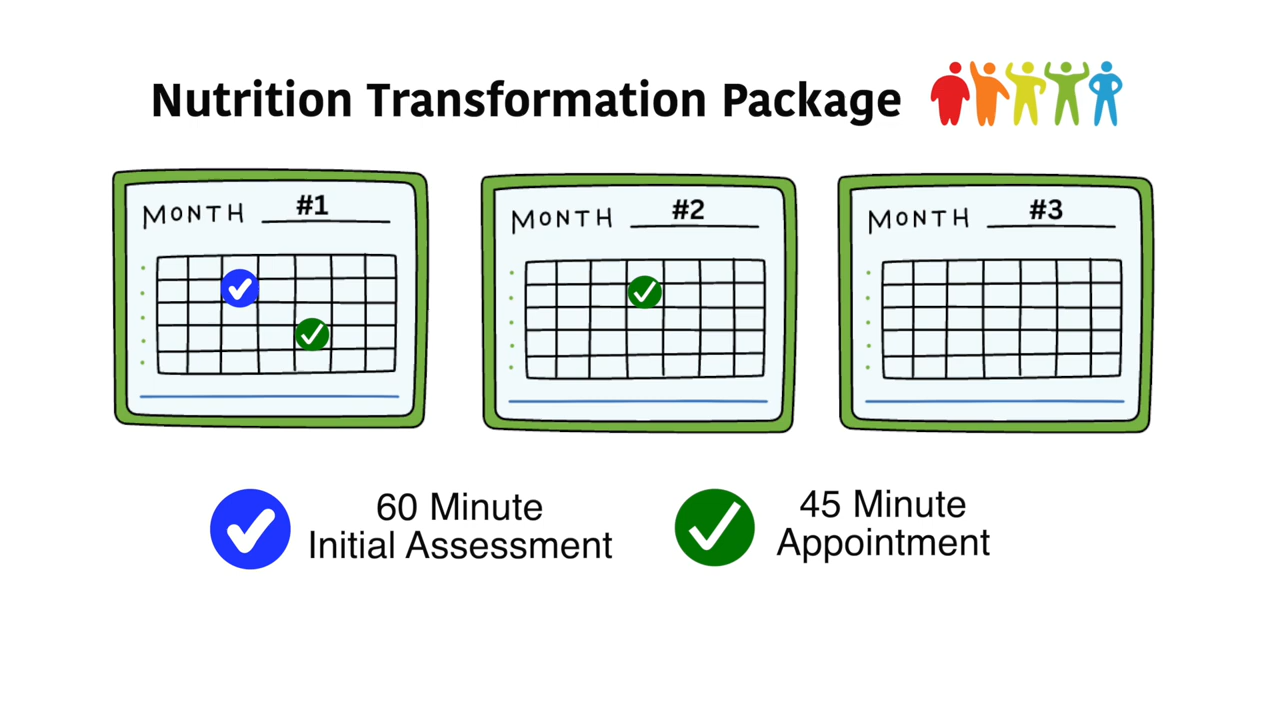 Nutrition Transformation Package
MONTH #1
MONTH #2
MONTH #3
60 Minute
Initial Assessment
45 Minute
Appointment